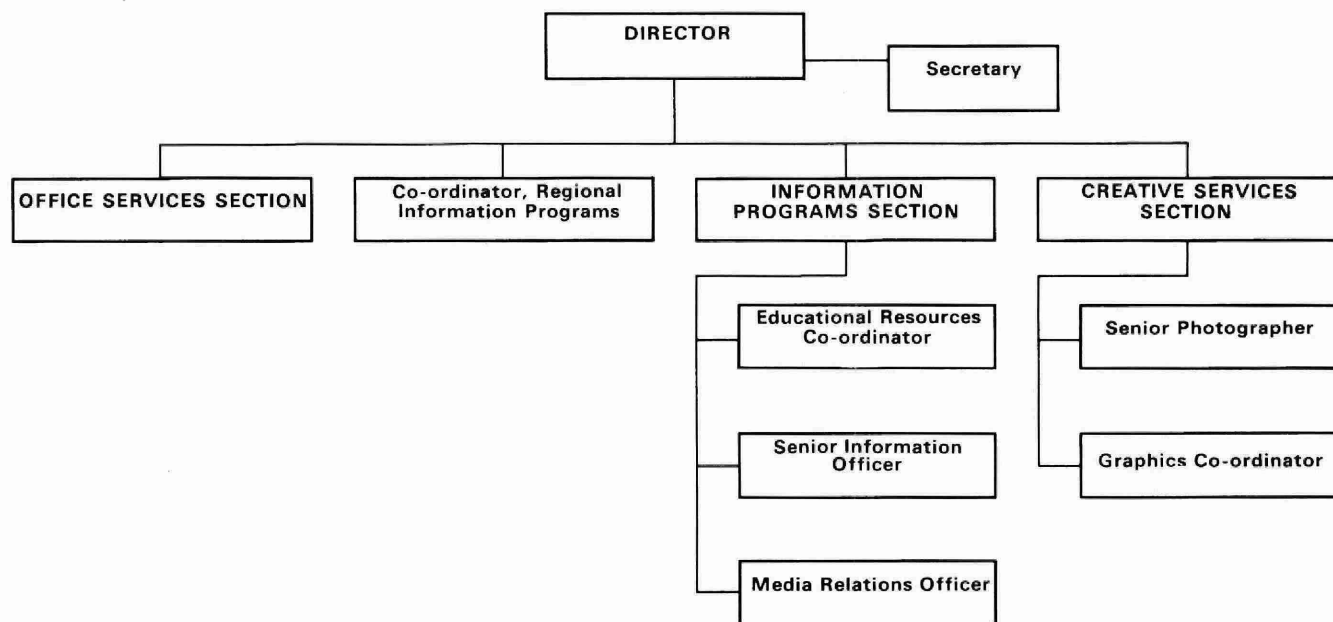 DIRECTOR
Secretary
OFFICE SERVICES SECTION
Co-ordinator, Regional
Information Programs
INFORMATION
PROGRAMS SECTION
CREATIVE SERVICES
SECTION
Educational Resources
Co-ordinator
Senior Photographer
Senior Information
Officer
Graphics Co-ordinator
Media Relations Officer